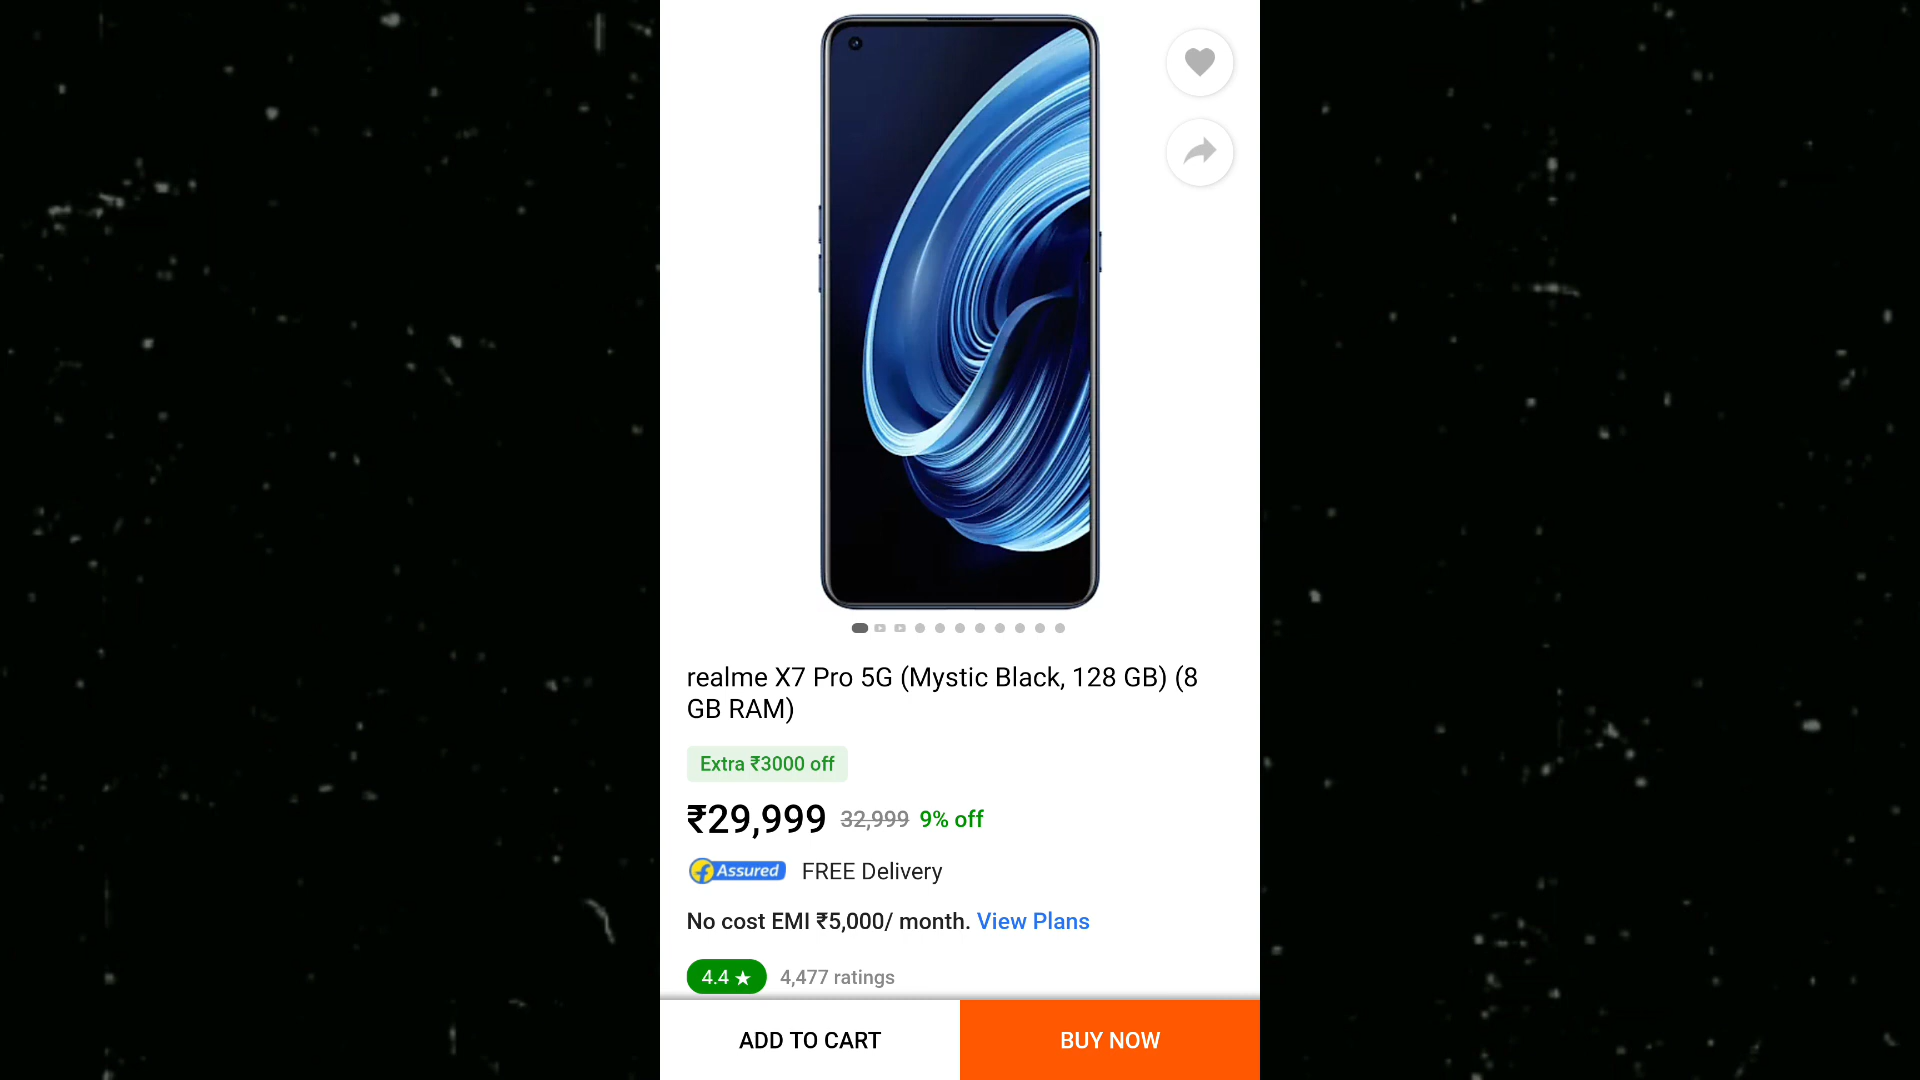 realme X7 Pro 5G (Mystic Black, 128 GB) (8
GB RAM)
Extra ₹3000 off
₹29,999 32,999 9% off
f Assured FREE Delivery
No cost EMI ₹5,000/ month. View Plans
4.4 ★ 4,477 ratings
ADD TO CART BUY NOW